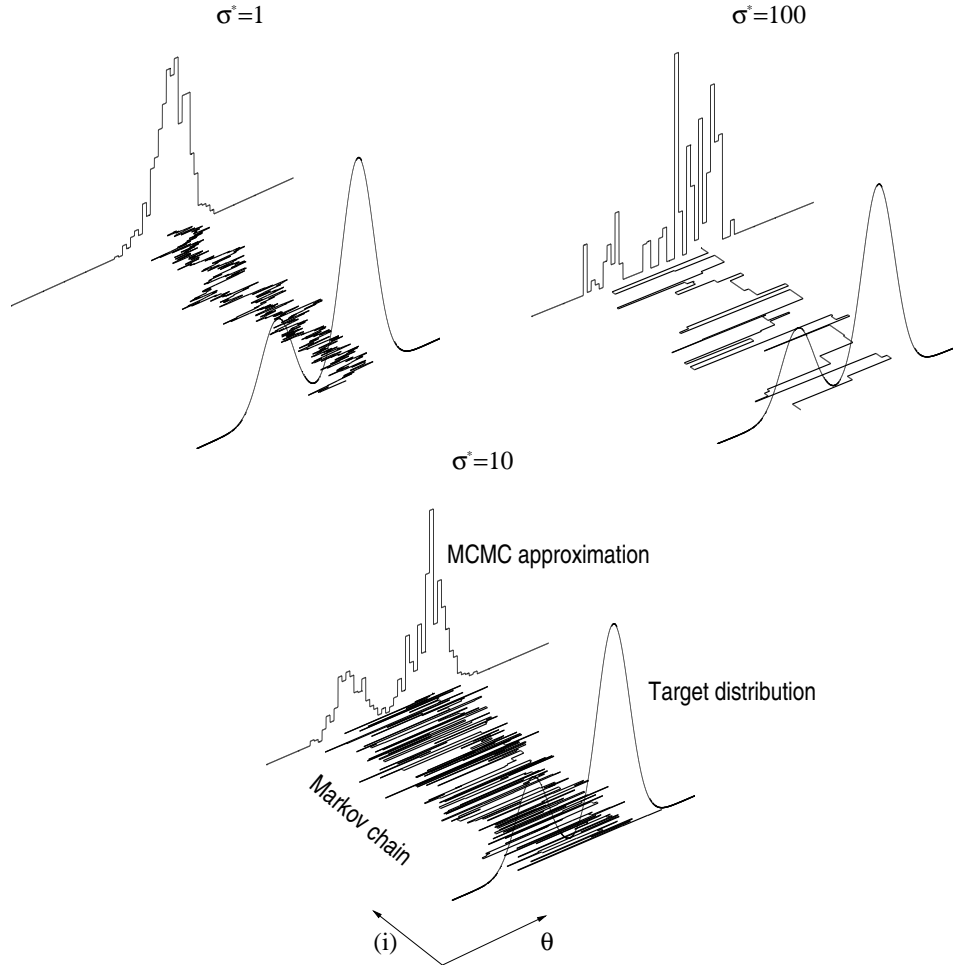 σ*=1
σ*=100
σ*=10
MCMC approximation
Target distribution
Markov chain
(i)
θ